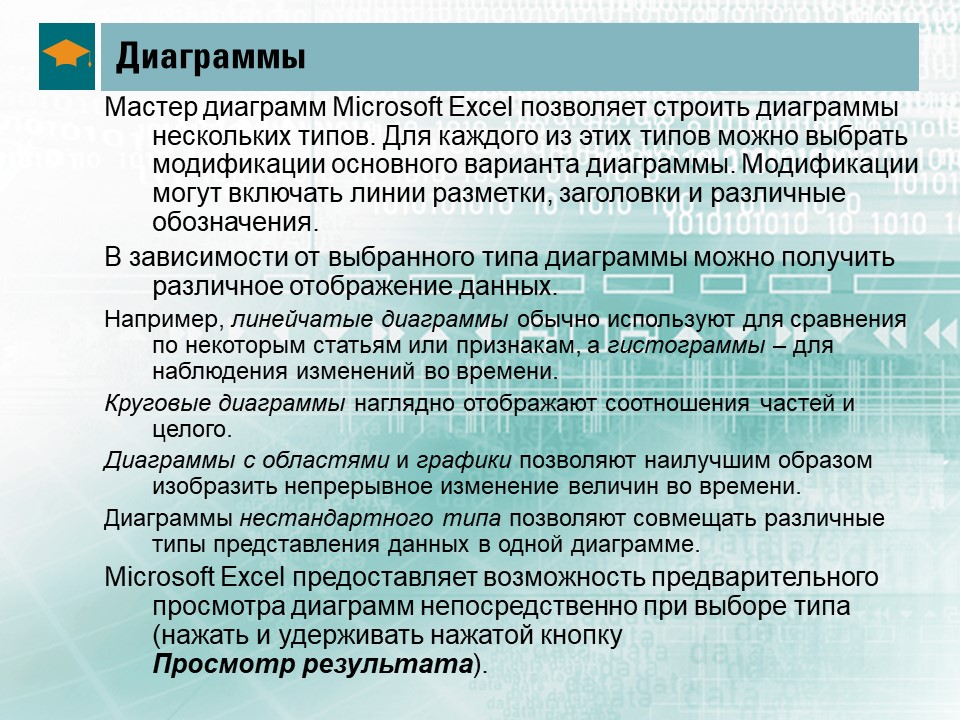 Диаграммы
Мастер диаграмм Microsoft Excel позволяет строить диаграммы
нескольких типов. Для каждого из этих типов можно выбрать
модификации основного варианта диаграммы. Модификации
могут включать линии разметки, заголовки и различные
обозначения.
В зависимости от выбранного типа диаграммы можно получить
различное отображение данных.
Например, линейчатые диаграммы обычно используют для сравнения
по некоторым статьям или признакам, а гистограммы – для
наблюдения изменений во времени.
Круговые диаграммы наглядно отображают соотношения частей и
целого.
Диаграммы с областями и графики позволяют наилучшим образом
изобразить непрерывное изменение величин во времени.
Диаграммы нестандартного типа позволяют совмещать различные
типы представления данных в одной диаграмме.
Microsoft Excel предоставляет возможность предварительного
просмотра диаграмм непосредственно при выборе типа
(нажать и удерживать нажатой кнопку
Просмотр результата).